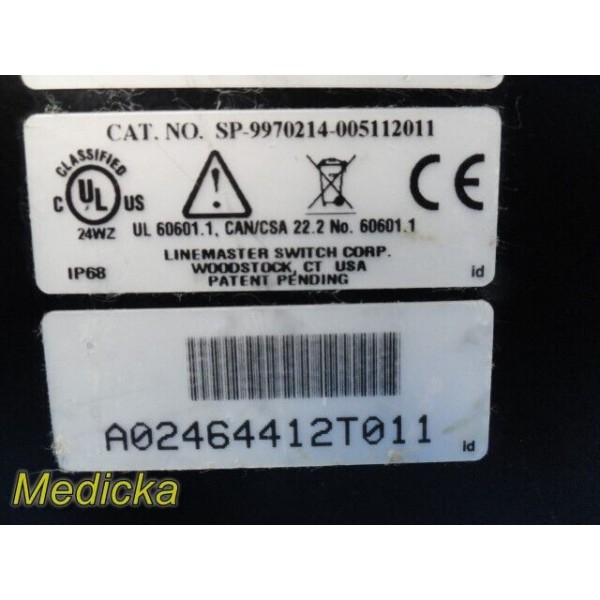 CAT. NO. SP-9970214-005112011
CLASSIFIED
C UL US
24WZ
UL 60601.1, CAN/CSA 22.2 No. 60601.1
CE
LINEMASTER SWITCH CORP.
WOODSTOCK, CT USA
PATENT PENDING
IP68
id
A02464412T011
id
Medicka